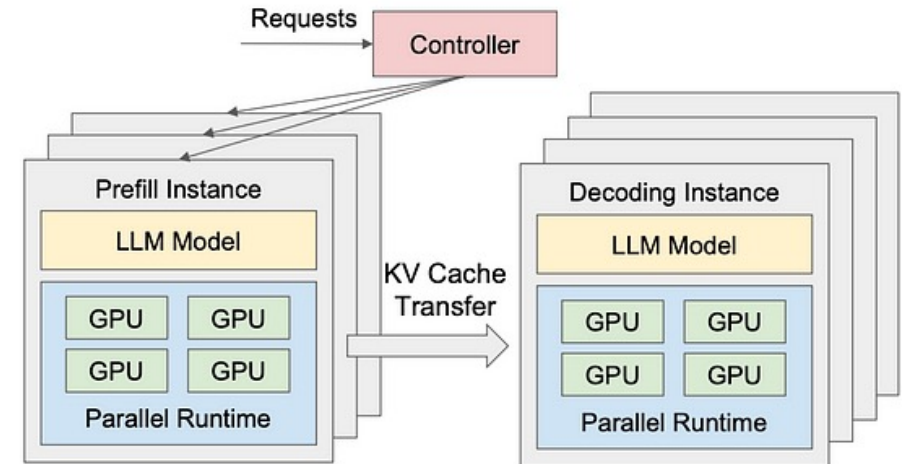 Requests
Controller
Prefill Instance
LLM Model
GPU GPU
GPU GPU
Parallel Runtime
KV Cache
Transfer
Decoding Instance
LLM Model
GPU GPU
GPU GPU
Parallel Runtime